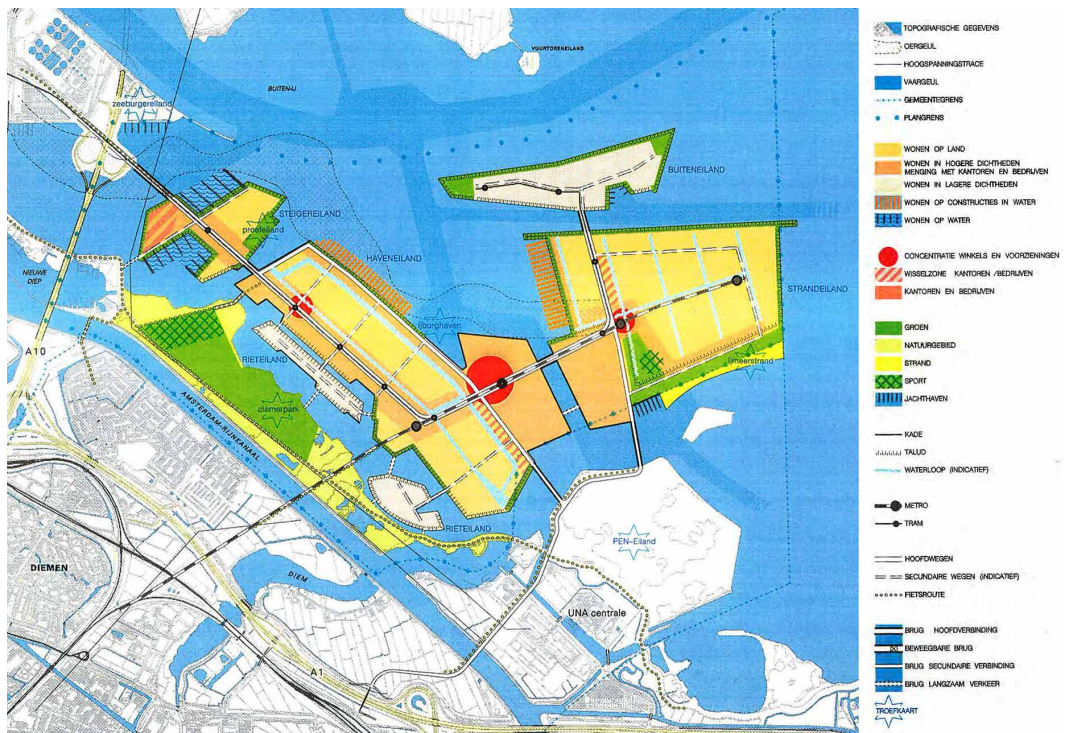 VUURTORENEILAND
BUITEN-IJ
zeeburgereiland
BUITENEILAND
STEIGEREILAND
proefeiland
HAVENEILAND
NIEUWE
DIEP
STRANDEILAND
ijburghaven
A10
RIETEILAND
ijmeerstrand
diemerpark
AMSTERDAM-RIJNKANAAL
RIETEILAND
PEN-Eiland
DIEMEN
DIEM
UNA centrale
A1
TOPOGRAFISCHE GEGEVENS
OERGEUL
HOOGSPANNINGSTRACE
VAARGEUL
GEMEENTEGRENS
PLANGRENS
WONEN OP LAND
WONEN IN HOGERE DICHTHEDEN
MENGING MET KANTOREN EN BEDRIJVEN
WONEN IN LAGERE DICHTHEDEN
WONEN OP CONSTRUCTIES IN WATER
WONEN OP WATER
CONCENTRATIE WINKELS EN VOORZIENINGEN
WISSELZONE KANTOREN /BEDRIJVEN
KANTOREN EN BEDRIJVEN
GROEN
NATUURGEBIED
STRAND
SPORT
JACHTHAVEN
KADE
TALUD
WATERLOOP (INDICATIEF)
METRO
TRAM
HOOFDWEGEN
SECUNDAIRE WEGEN (INDICATIEF)
FIETSROUTE
BRUG HOOFDVERBINDING
BEWEEGBARE BRUG
BRUG SECUNDAIRE VERBINDING
BRUG LANGZAAM VERKEER
TROEFKAART